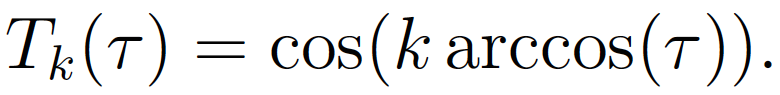 T_k(τ) = cos(k arccos(τ)).